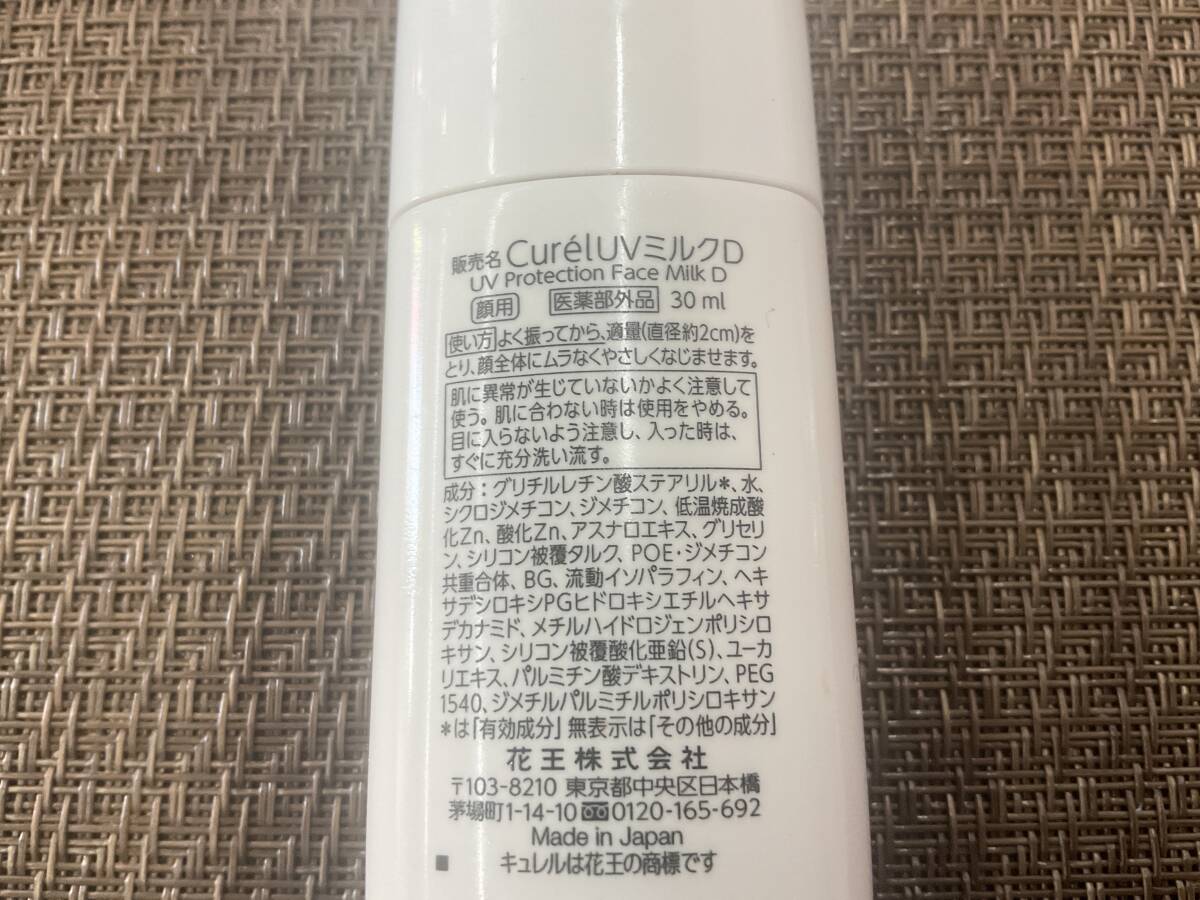 販売名 CurélUVミルクD
UV Protection Face Milk D
顔用 医薬部外品 30 ml
使い方 よく振ってから、適量(直径約2cm)を
とり、顔全体にムラなくやさしくなじませます。
肌に異常が生じていないかよく注意して
使う。肌に合わない時は使用をやめる。
目に入らないよう注意し、入った時は、
すぐに充分洗い流す。
成分：グリチルレチン酸ステアリル＊、水、
シクロジメチコン、ジメチコン、低温焼成酸
化Zn、酸化Zn、アスナロエキス、グリセリ
ン、シリコン被覆タルク、POE・ジメチコン
共重合体、BG、流動イソパラフィン、ヘキ
サデシロキシPGヒドロキシエチルヘキサ
デカナミド、メチルハイドロジェンポリシロ
キサン、シリコン被覆酸化亜鉛(S)、ユーカ
リエキス、パルミチン酸デキストリン、PEG
1540、ジメチルパルミチルポリシロキサン
＊は「有効成分」 無表示は「その他の成分」
花王株式会社
〒103-8210 東京都中央区日本橋
茅場町1-14-10 0120-165-692
Made in Japan
キュレルは花王の商標です